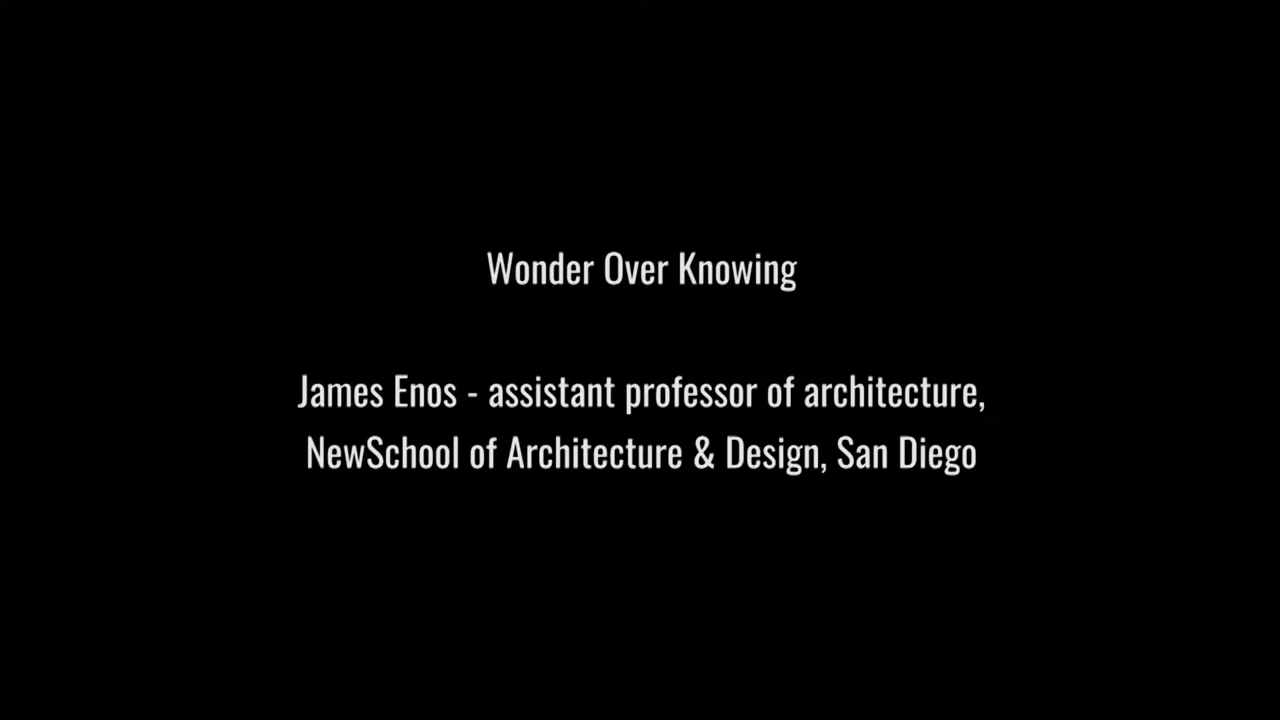 Wonder Over Knowing
James Enos - assistant professor of architecture,
NewSchool of Architecture & Design, San Diego